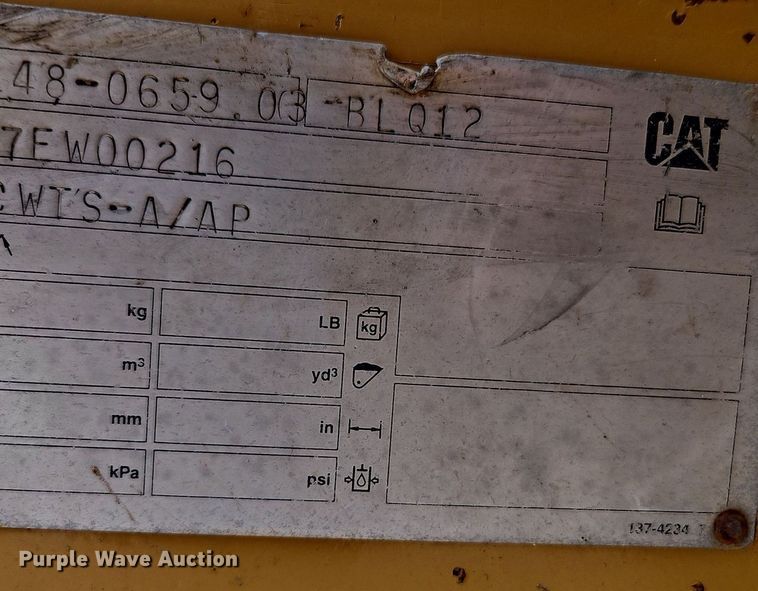 148-0659.03 BLQ12
CAT
7EW00216
CWTS-A/AP
kg LB kg
m³ yd³
mm in
kPa psi
137-4234
Purple Wave Auction